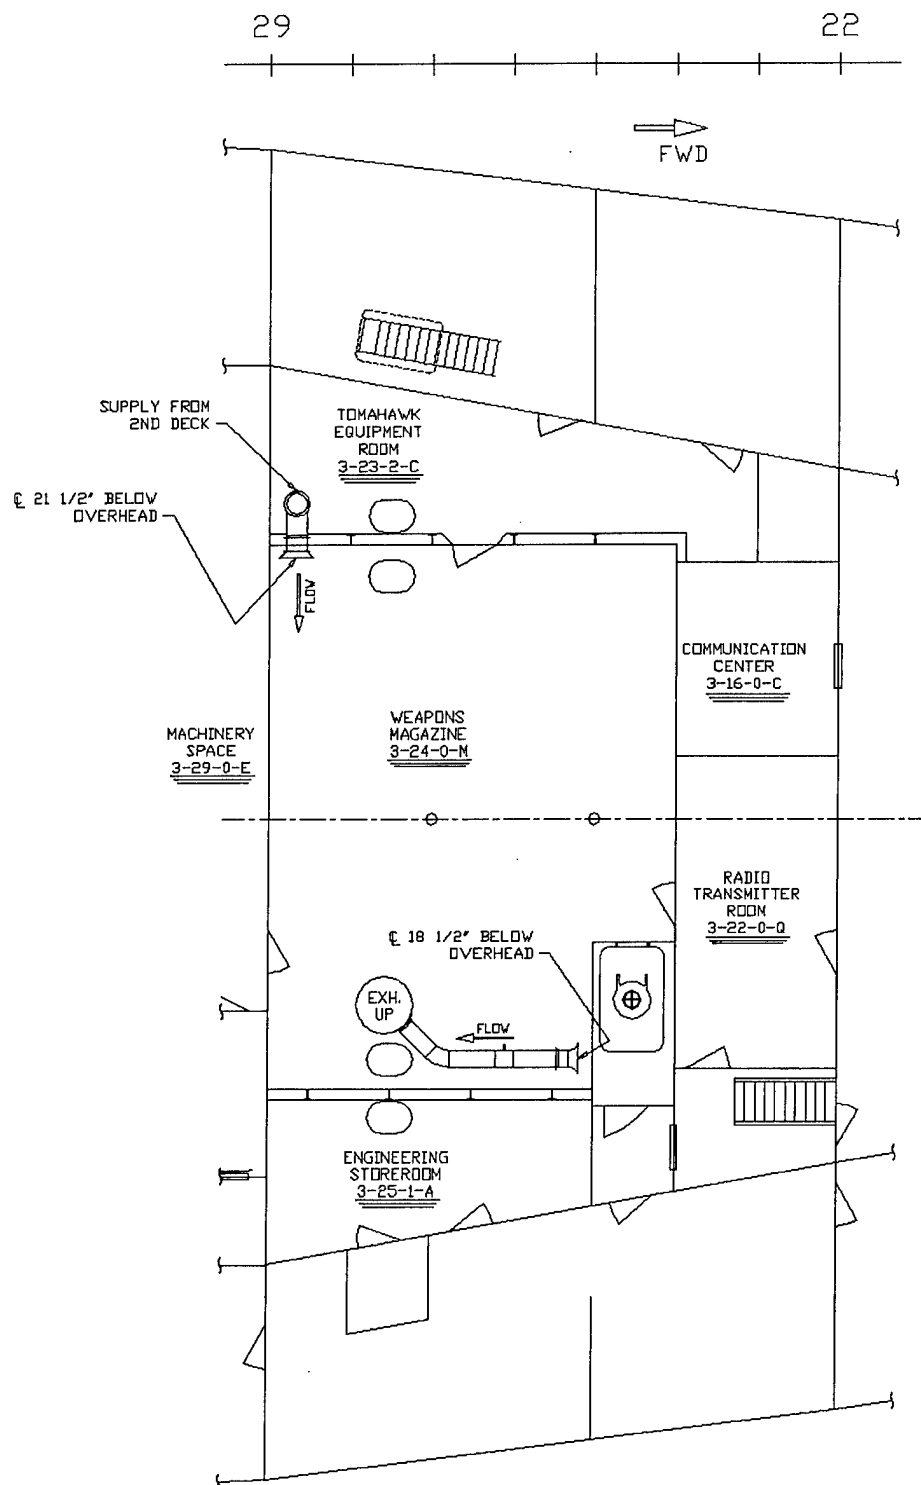 29
22
FWD
SUPPLY FROM
2ND DECK
TOMAHAWK
EQUIPMENT
ROOM
3-23-2-C
℄ 21 1/2" BELOW
OVERHEAD
FLOW
COMMUNICATION
CENTER
3-16-0-C
WEAPONS
MAGAZINE
3-24-0-M
MACHINERY
SPACE
3-29-0-E
RADIO
TRANSMITTER
ROOM
3-22-0-Q
℄ 18 1/2" BELOW
OVERHEAD
EXH.
UP
FLOW
ENGINEERING
STOREROOM
3-25-1-A